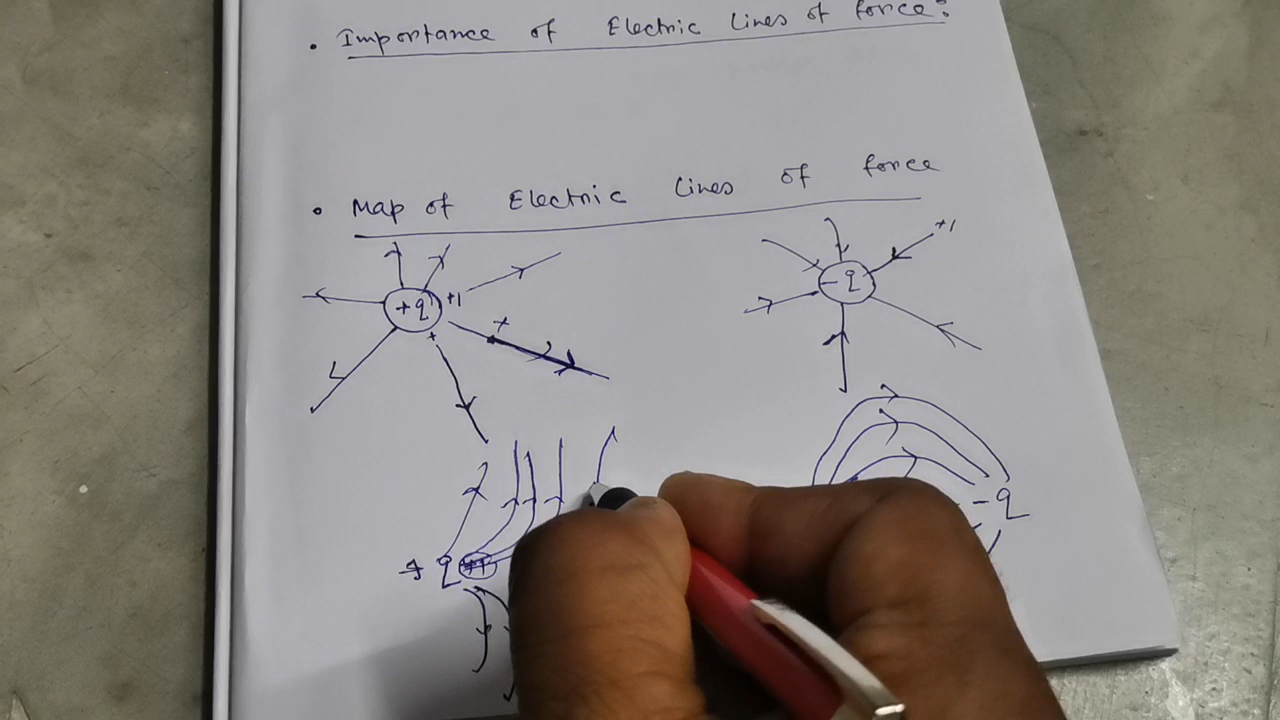 • Importance of Electric Lines of force:
• Map of Electric Lines of force
+q +1
+
+
- q +1
+ q ++
- q